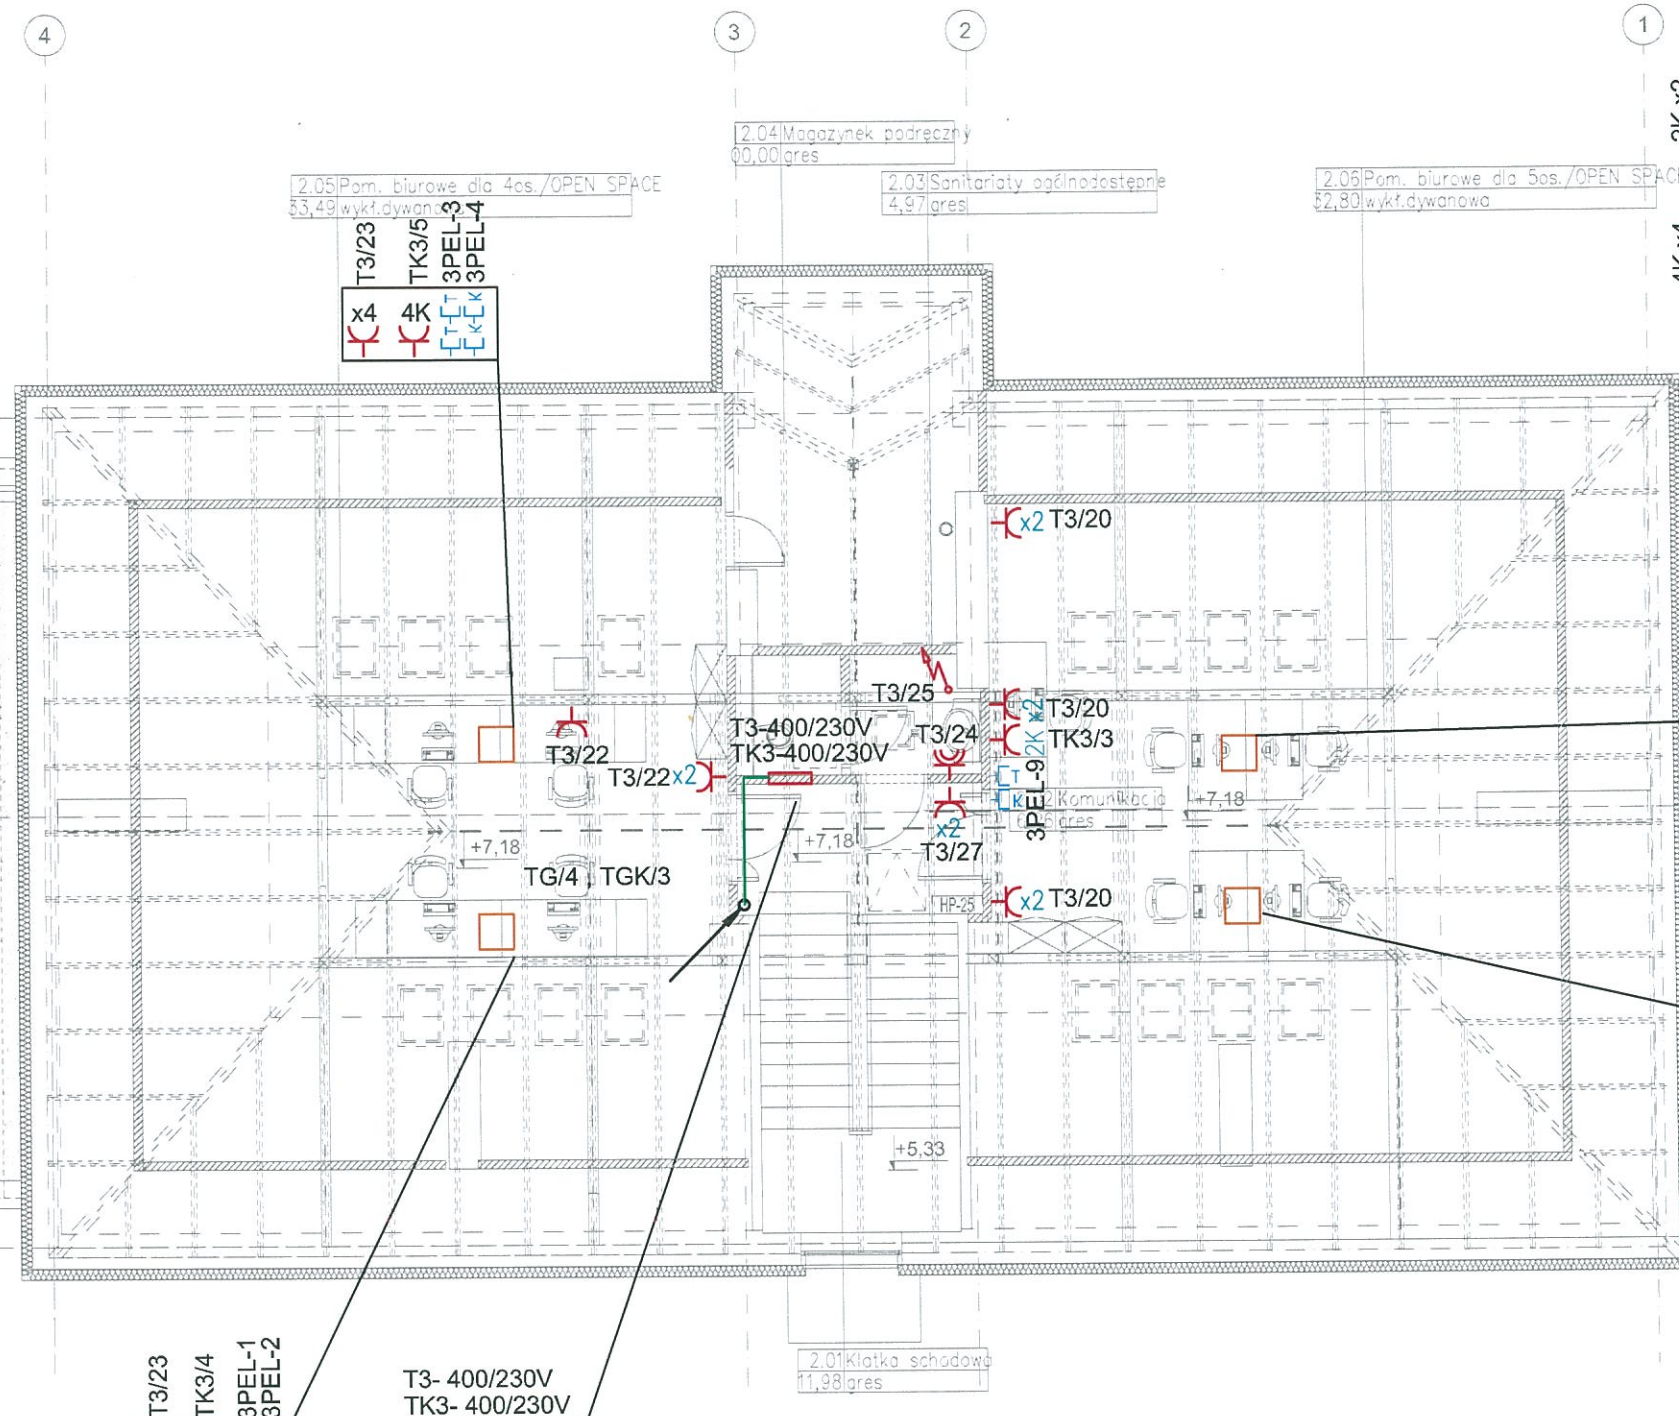 4
3
2
1
2.04 Magazynek podręczny
00,00 gres
2.05 Pom. biurowe dla 4os./OPEN SPACE
33,49
2.03 Sanitariaty ogólnodostępne
4,97 gres
2.06 Pom. biurowe dla 5os./OPEN
32,80 wykł.dywanowa
T3/23
TK3/5
3PEL-3
3PEL-4
x4
4K
T
T
K
K
x2 T3/20
T3/25
T3-400/230V
TK3-400/230V
T3/24
x2 T3/20
2K TK3/3
T3/22
T3/22 x2
3PEL-9
T
K
Komunikacja
gres
+7,18
x2
T3/27
+7,18
+7,18
TG/4 , TGK/3
HP-25
x2 T3/20
+5,33
2.01 Klatka schodowa
11,98 gres
T3/23
TK3/4
3PEL-1
3PEL-2
T3- 400/230V
TK3- 400/230V